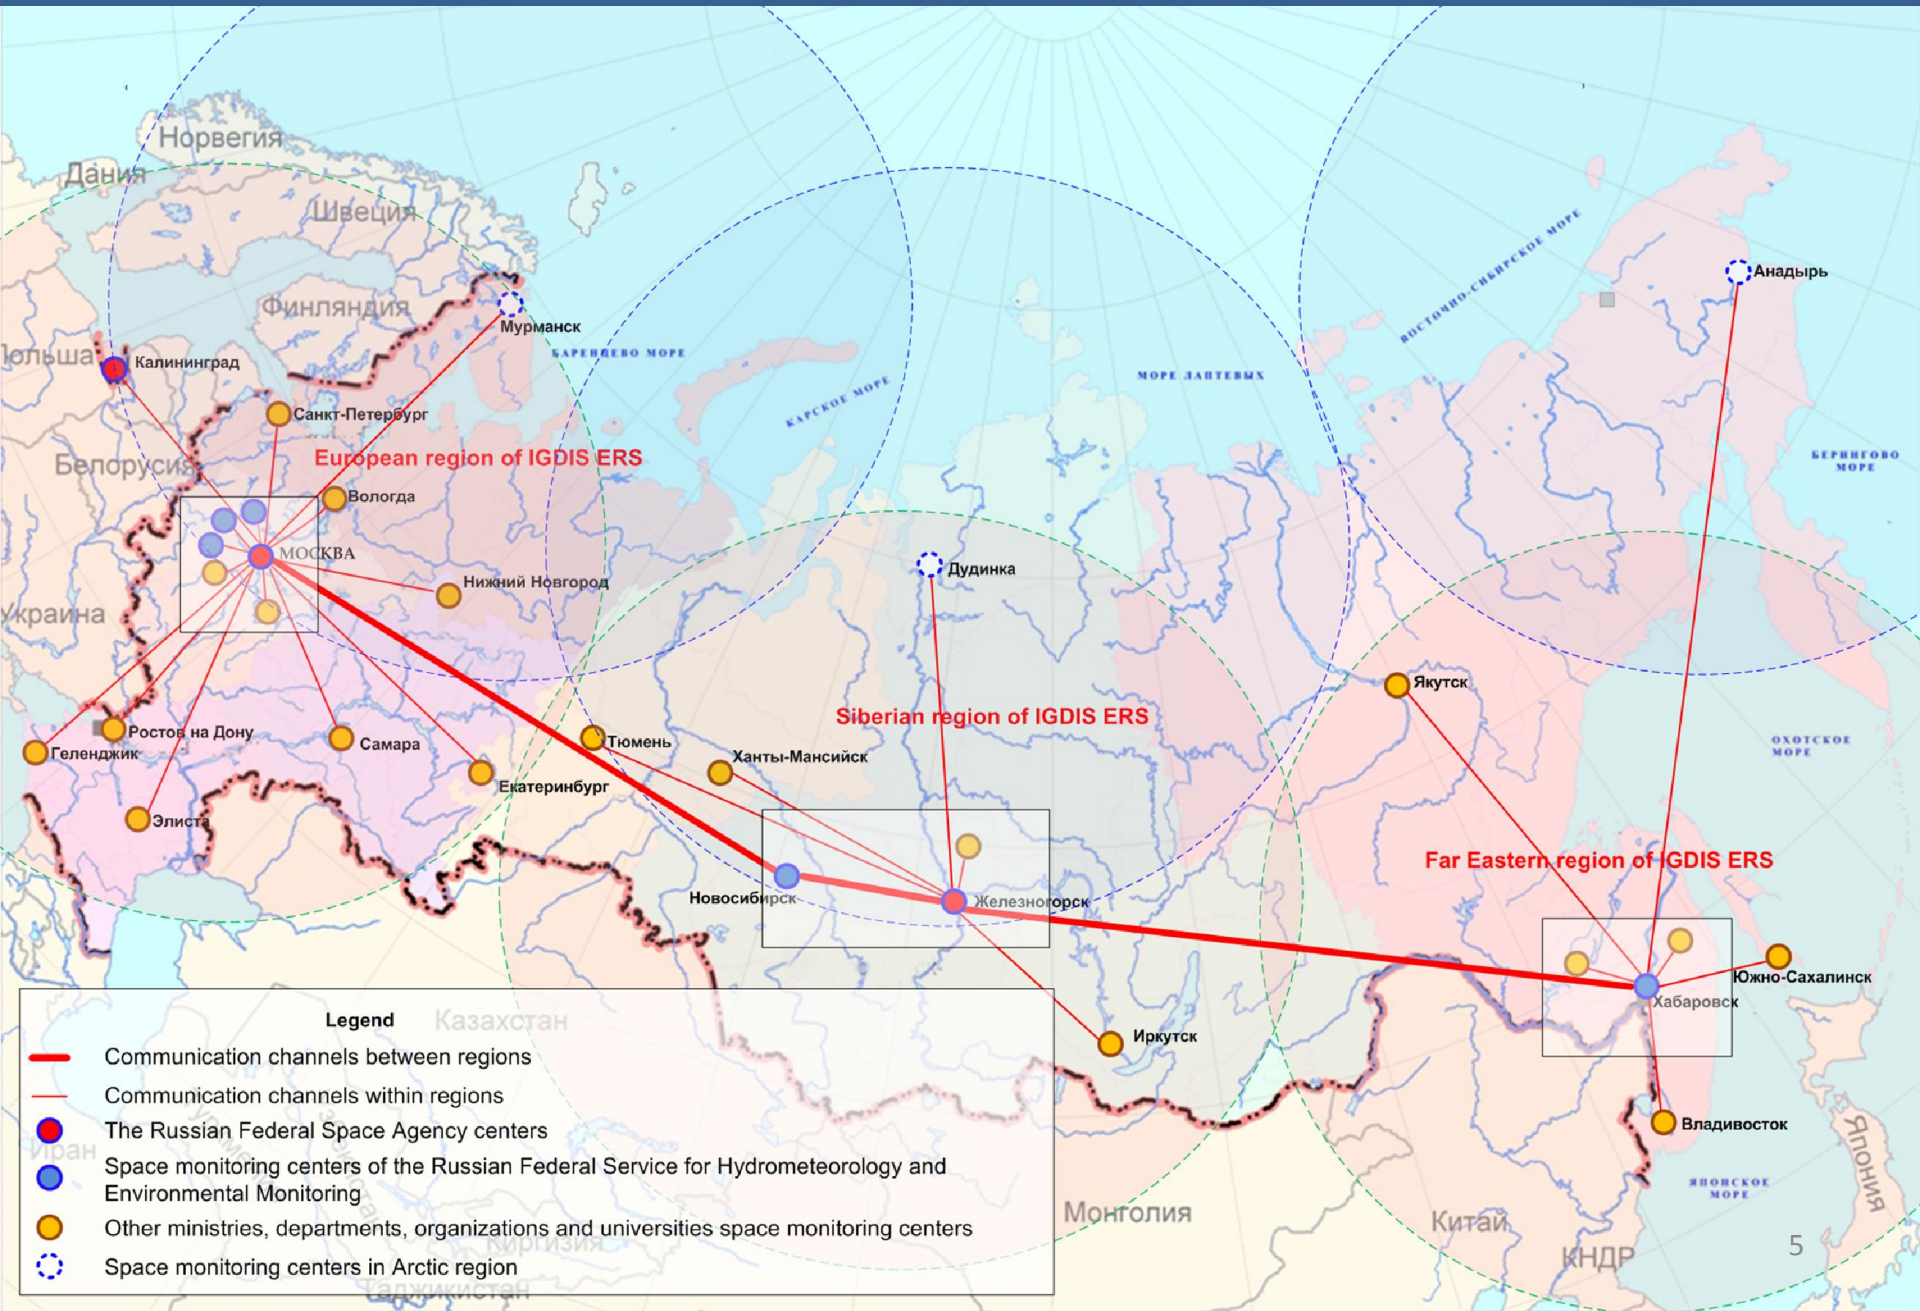 Норвегия
Дания
Швеция
Финляндия
Анадырь
Мурманск
ВОСТОЧНО-СИБИРСКОЕ МОРЕ
БАРЕНЦЕВО МОРЕ
Польша
Калининград
МОРЕ ЛАПТЕВЫХ
КАРСКОЕ МОРЕ
Санкт-Петербург
European region of IGDIS ERS
Белорусия
БЕРИНГОВО
МОРЕ
Вологда
МОСКВА
Дудинка
Нижний Новгород
Украина
Якутск
Siberian region of IGDIS ERS
Ростов на Дону
Геленджик
Самара
Тюмень
Ханты-Мансийск
ОХОТСКОЕ
МОРЕ
Екатеринбург
Элиста
Far Eastern region of IGDIS ERS
Новосибирск
Железногорск
Южно-Сахалинск
Хабаровск
Иркутск
Legend
Казахстан
Communication channels between regions
Communication channels within regions
The Russian Federal Space Agency centers
Иран
Space monitoring centers of the Russian Federal Service for Hydrometeorology and
Environmental Monitoring
Other ministries, departments, organizations and universities space monitoring centers
Киргизия
Space monitoring centers in Arctic region
Таджикистан
Владивосток
Япония
ЯПОНСКОЕ
МОРЕ
Монголия
Китай
КНДР
5